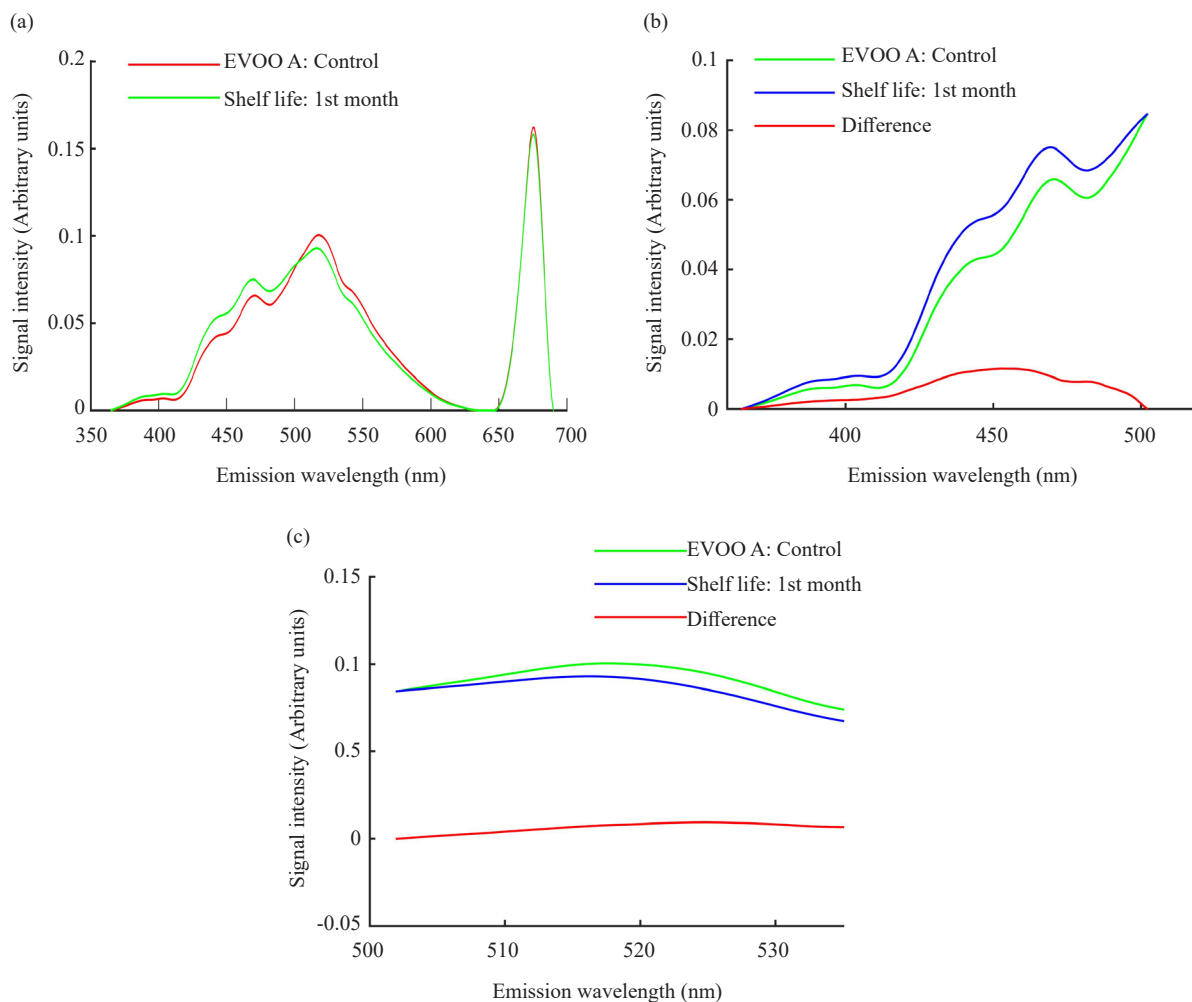 (a)
EVOO A: Control
Shelf life: 1st month
Signal intensity (Arbitrary units)
0.2
0.15
0.1
0.05
0
350 400 450 500 550 600 650 700
Emission wavelength (nm)
(b)
EVOO A: Control
Shelf life: 1st month
Difference
Signal intensity (Arbitrary units)
0.1
0.08
0.06
0.04
0.02
0
400 450 500
Emission wavelength (nm)
(c)
EVOO A: Control
Shelf life: 1st month
Difference
Signal intensity (Arbitrary units)
0.15
0.1
0.5
0
-0.05
500 510 520 530
Emission wavelength (nm)